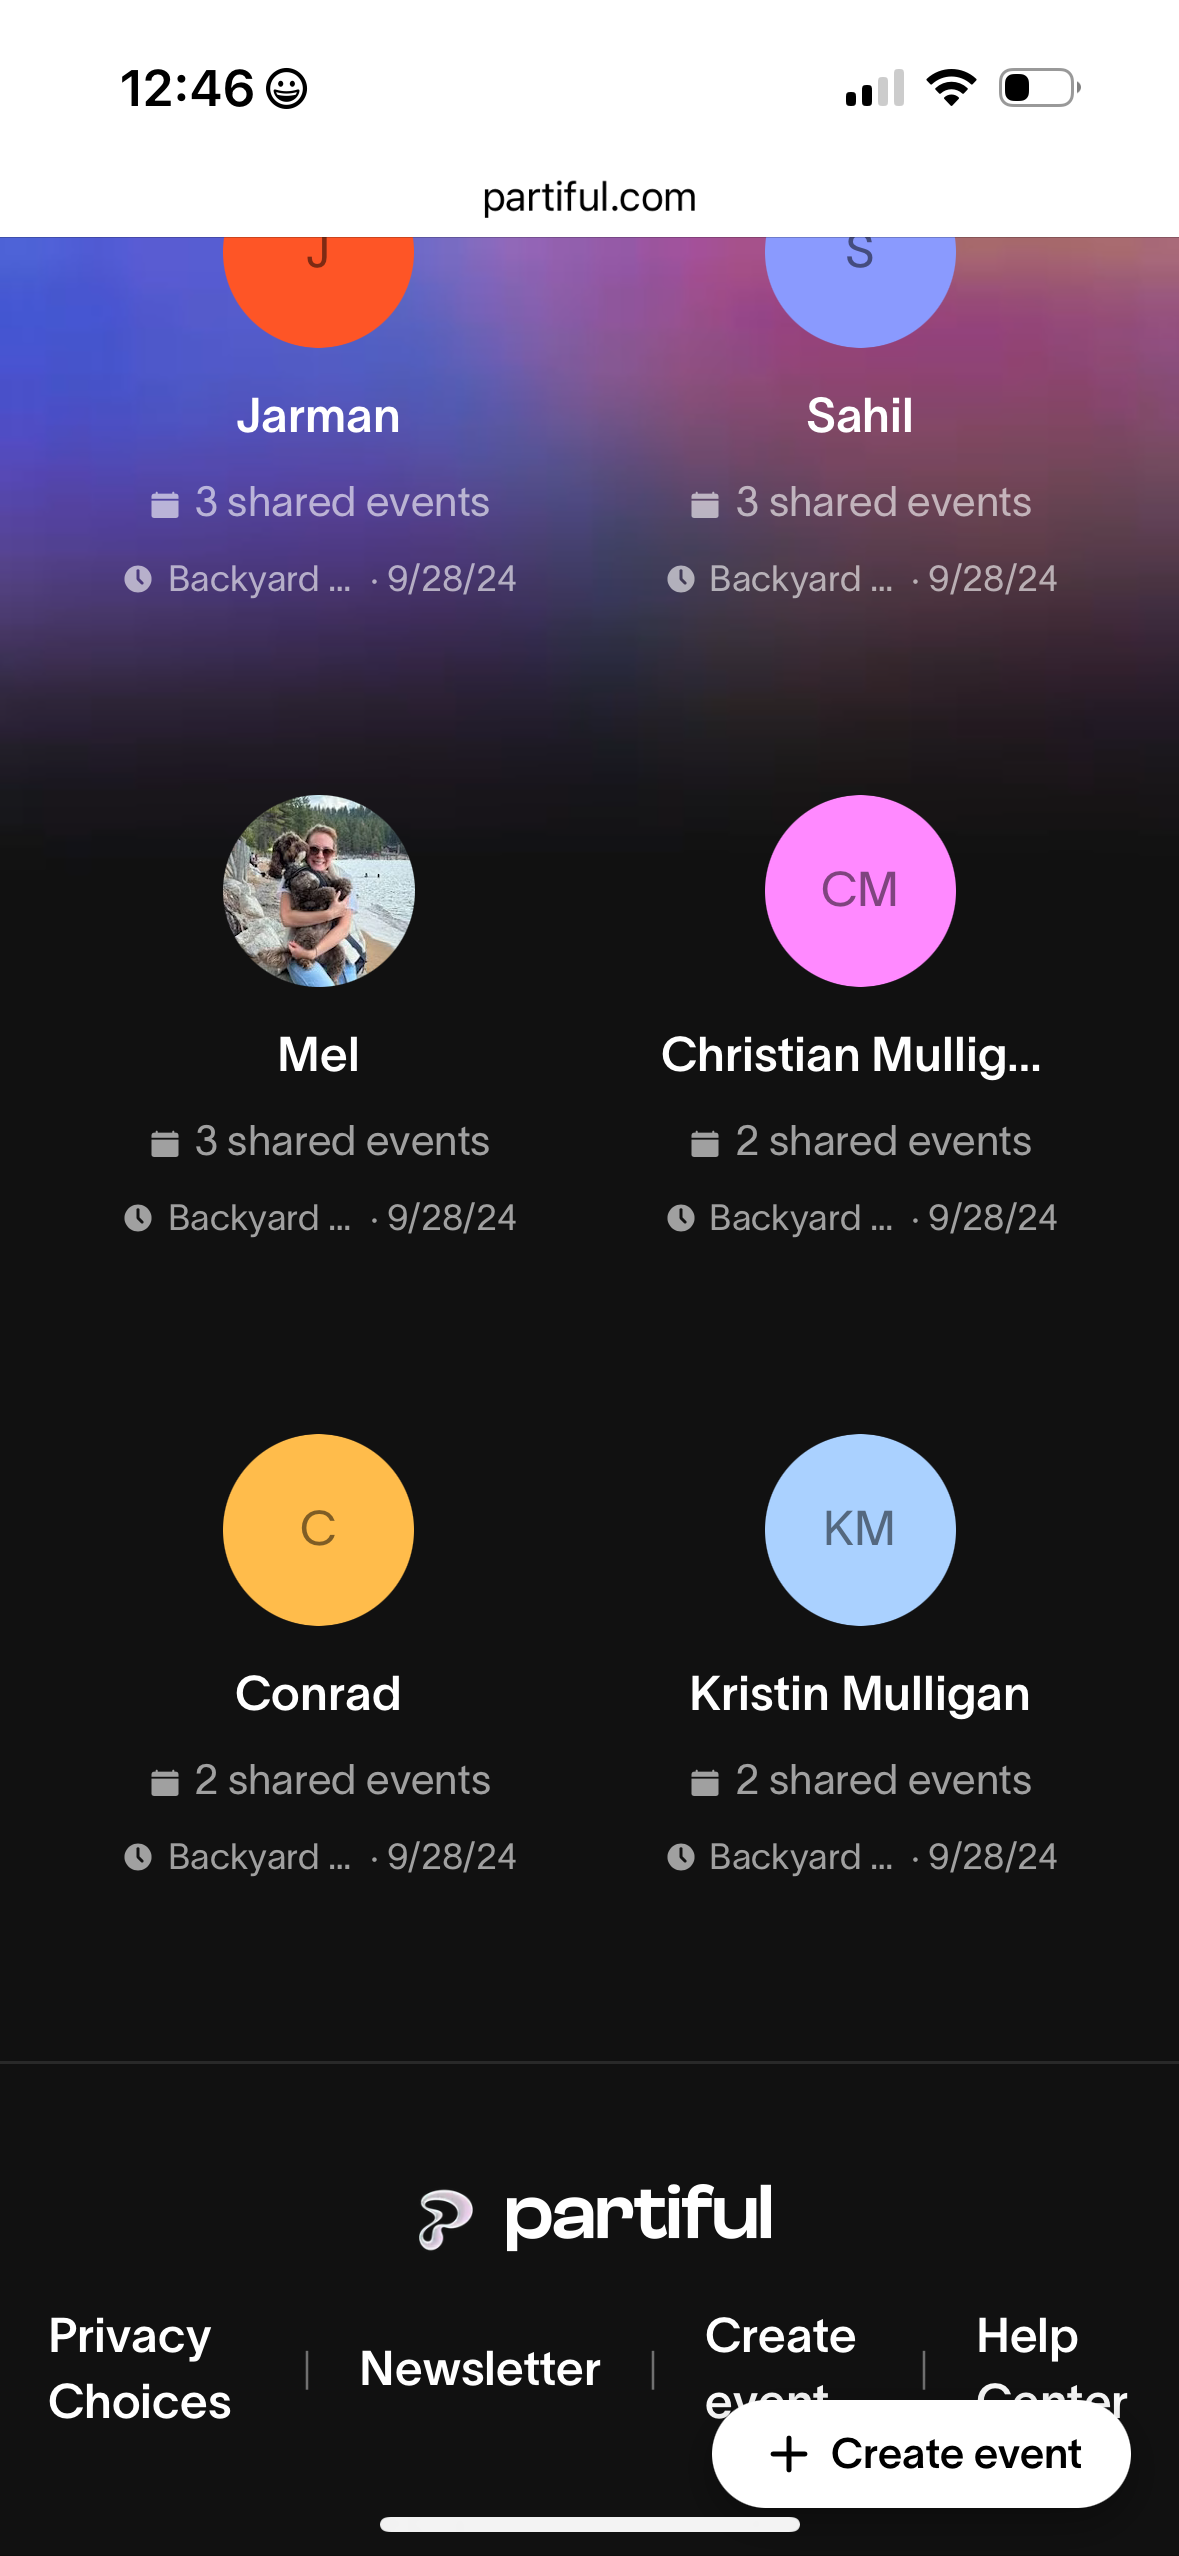 12:46
partiful.com
J
S
Jarman
Sahil
3 shared events
3 shared events
Backyard ... · 9/28/24
Backyard ... · 9/28/24
CM
Mel
Christian Mullig...
3 shared events
2 shared events
Backyard ... · 9/28/24
Backyard ... · 9/28/24
C
KM
Conrad
Kristin Mulligan
2 shared events
2 shared events
Backyard ... · 9/28/24
Backyard ... · 9/28/24
partiful
Privacy
Choices
Newsletter
Create
event
Help
Center
+ Create event